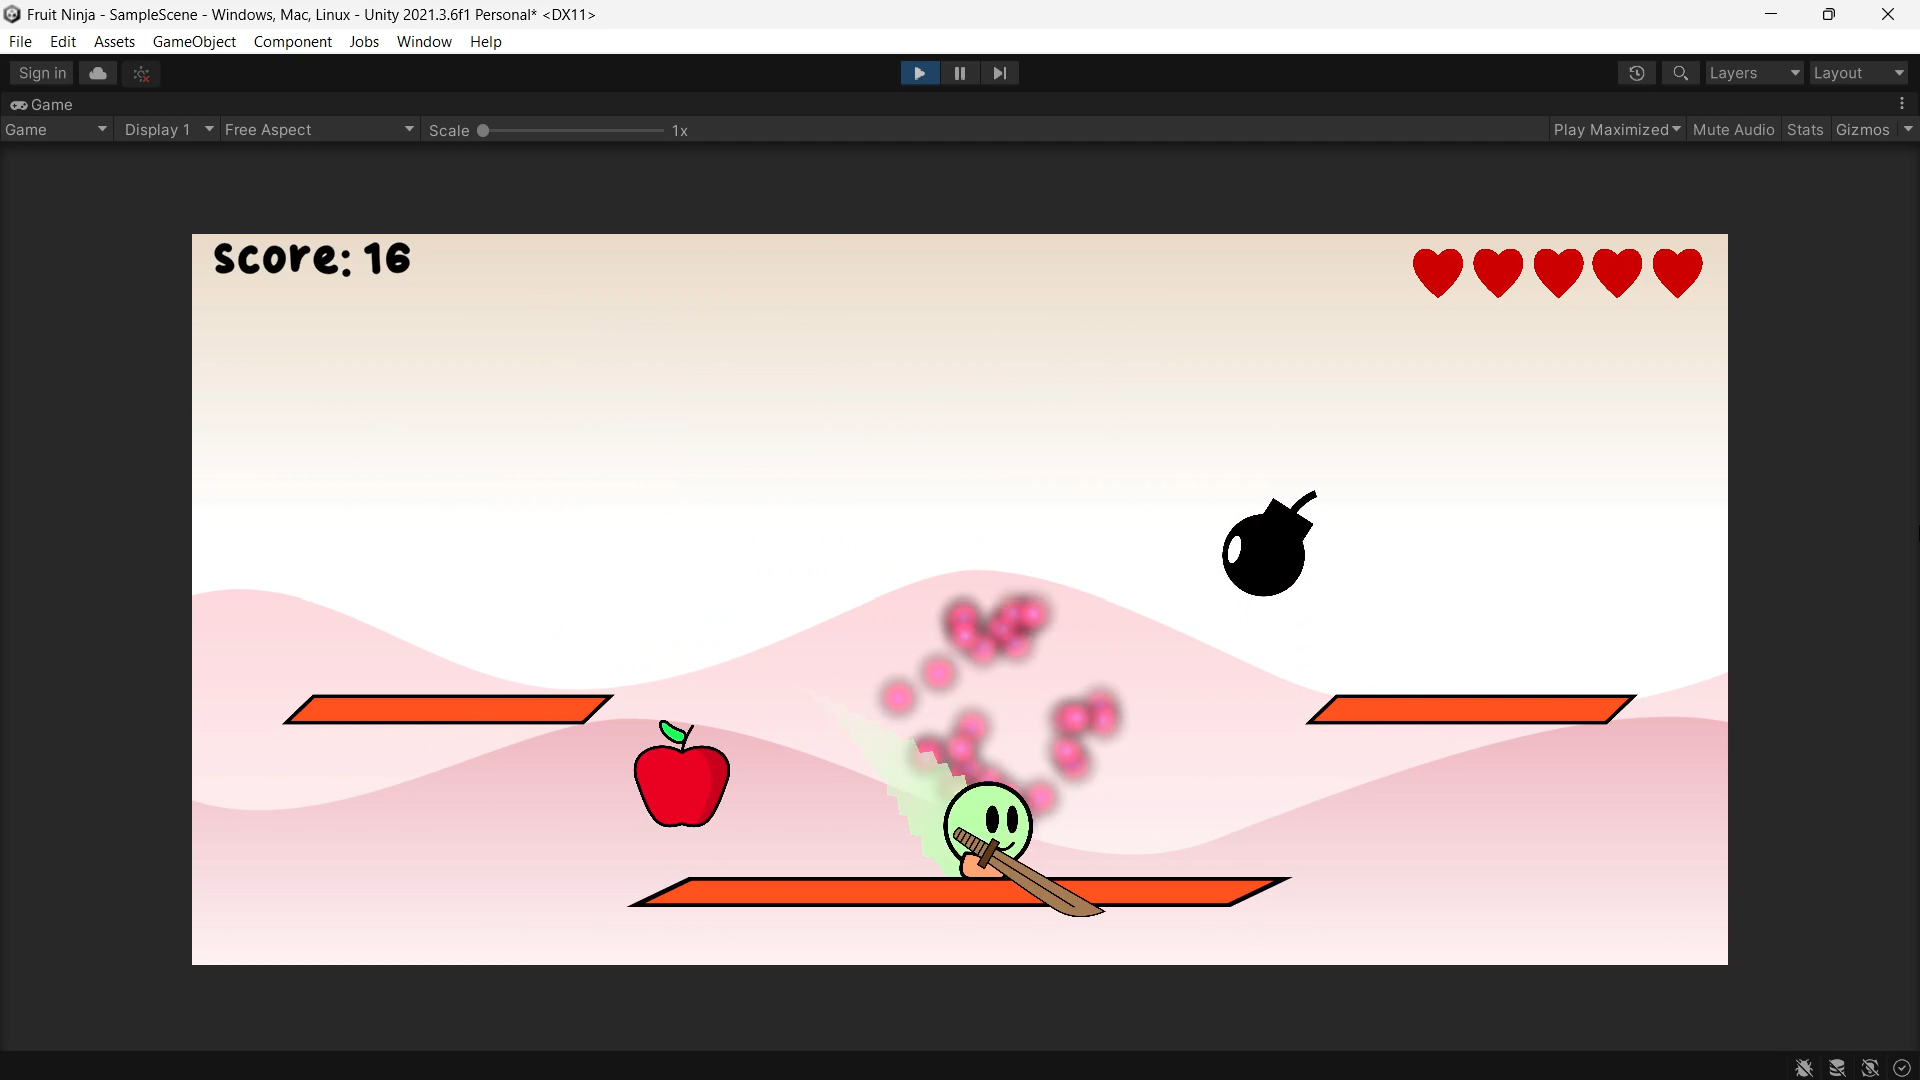 Fruit Ninja - SampleScene - Windows, Mac, Linux - Unity 2021.3.6f1 Personal* <DX11>
File Edit Assets GameObject Component Jobs Window Help
Sign in Layers Layout
Game
Game Display 1 Free Aspect Scale 1x Play Maximized Mute Audio Stats Gizmos
score: 16